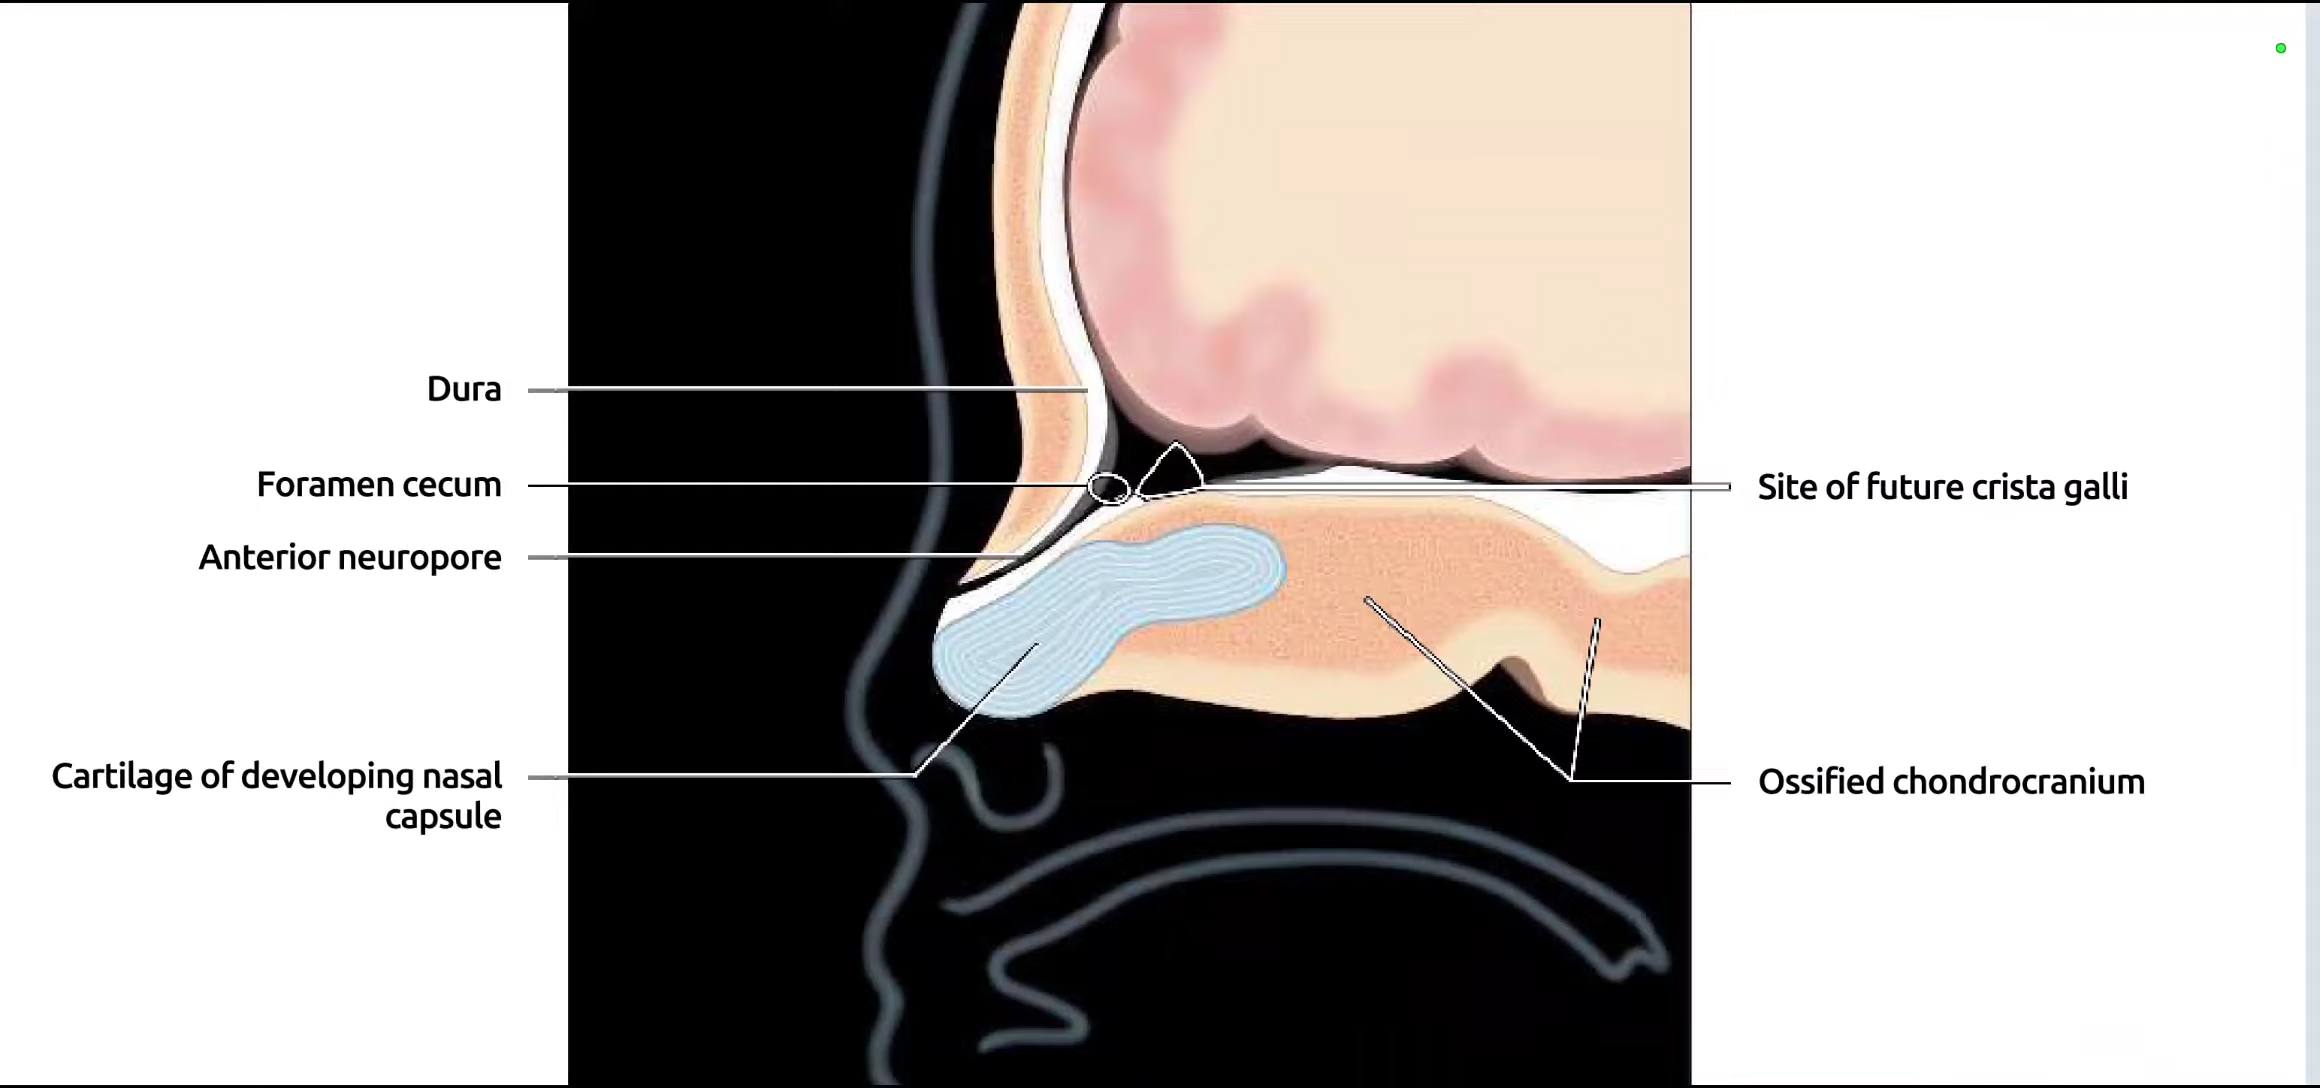 Dura
Foramen cecum
Anterior neuropore
Cartilage of developing nasal
capsule
Site of future crista galli
Ossified chondrocranium